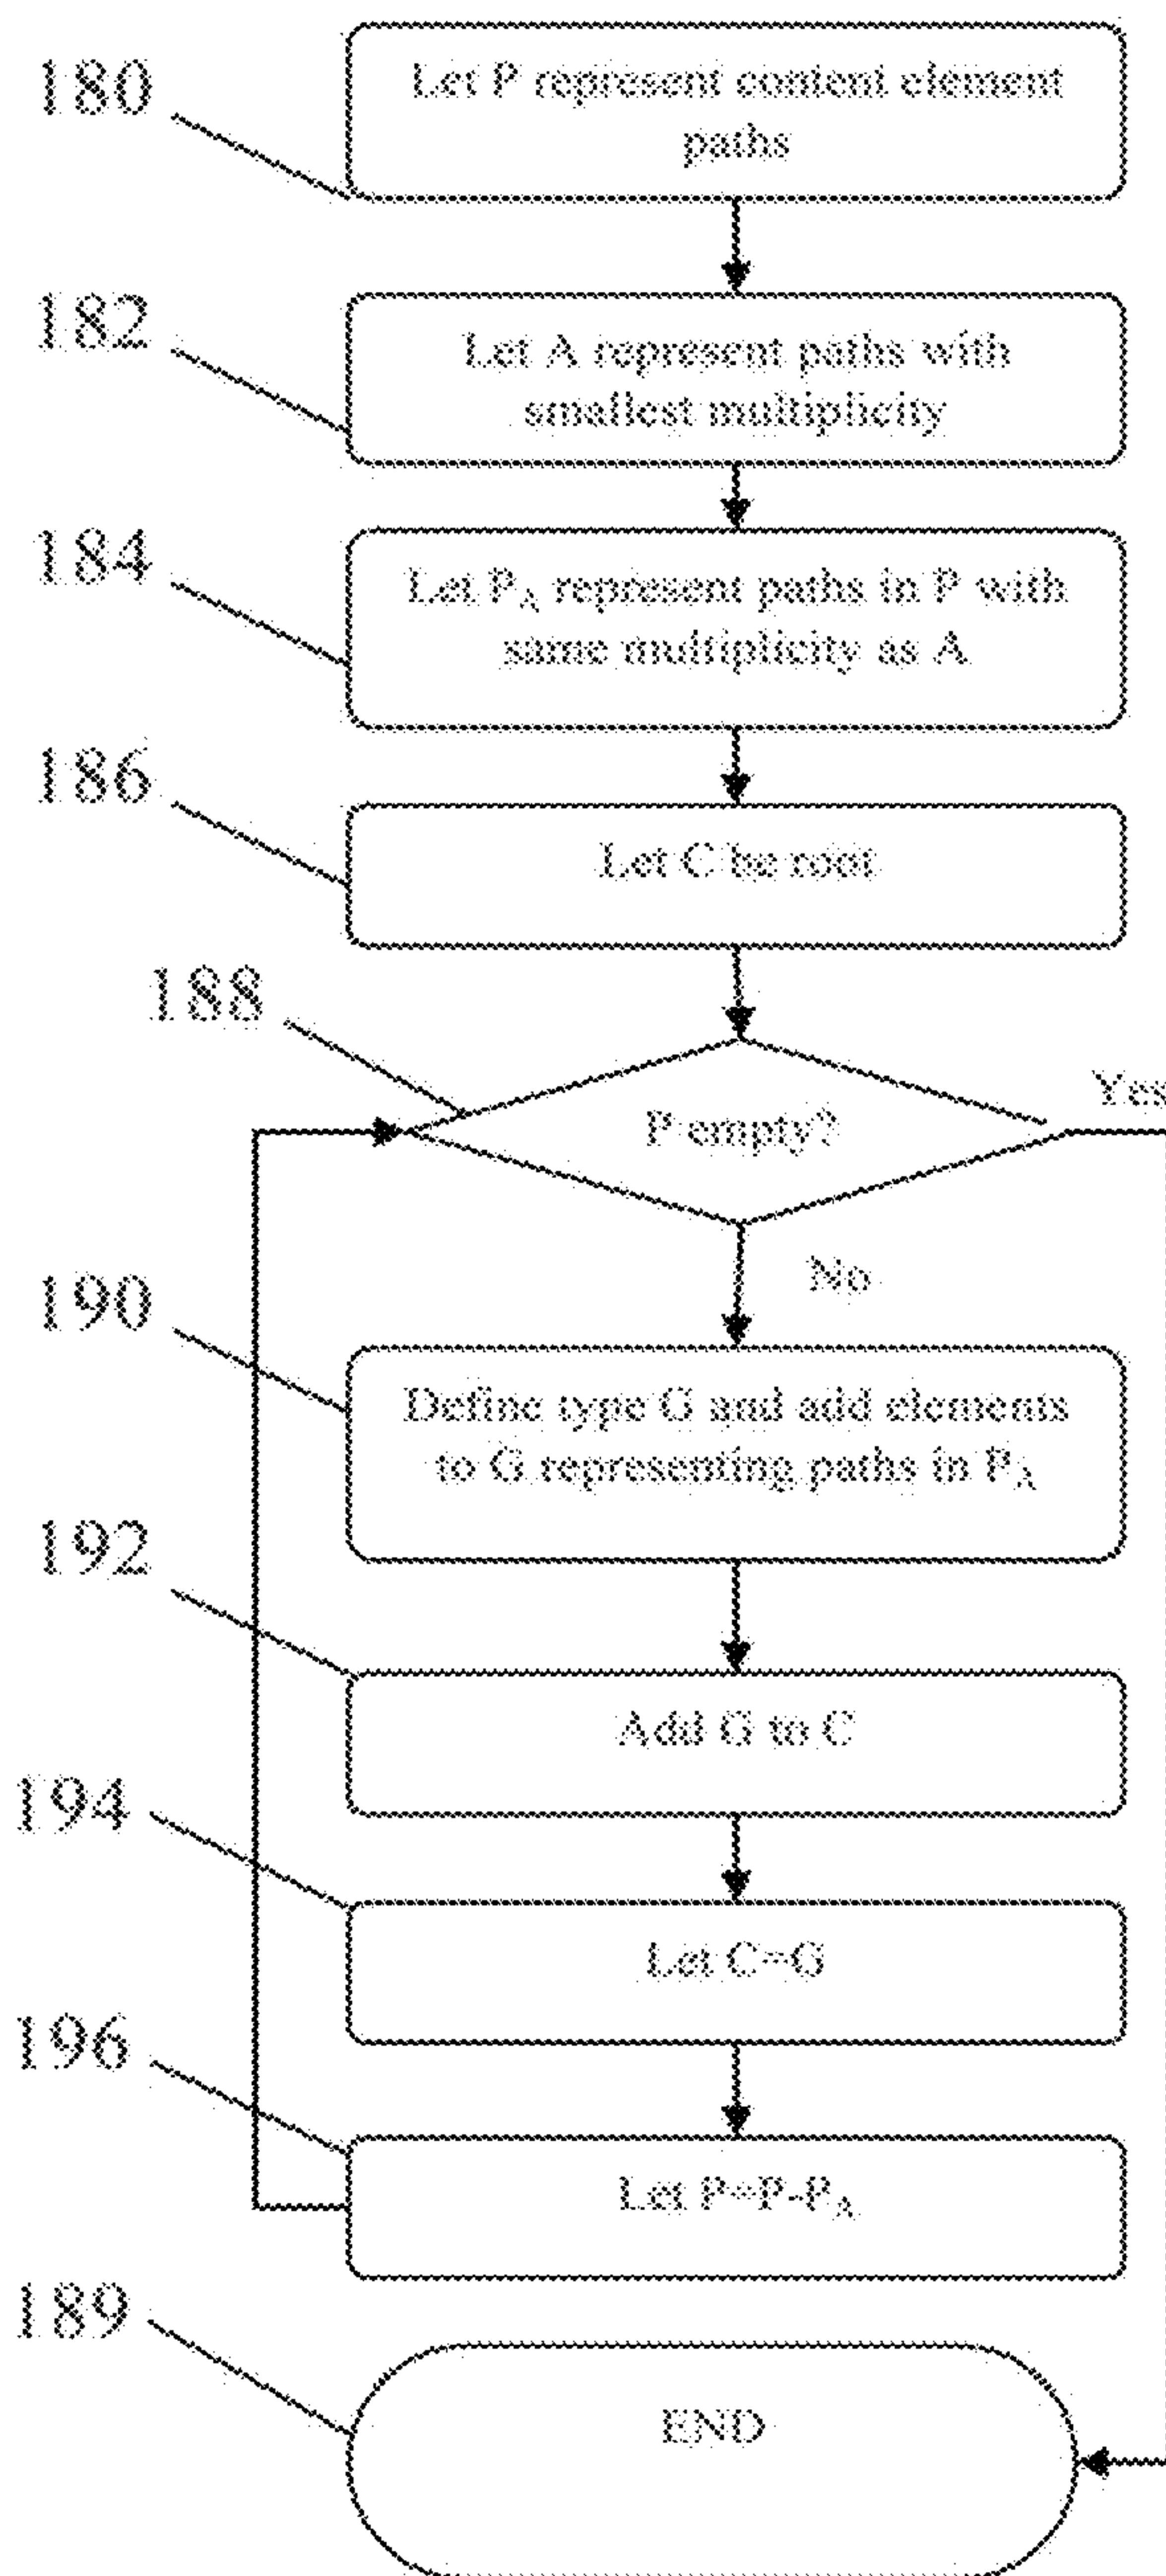 180
Let P represent content element
paths
182
Let A represent paths with
smallest multiplicity
184
Let P_A represent paths in P with
same multiplicity as A
186
Let C be root
188
P empty?
Yes
No
190
Define type G and add elements
to G representing paths in P_A
192
Add G to C
194
Let C=G
196
Let P=P-P_A
189
END